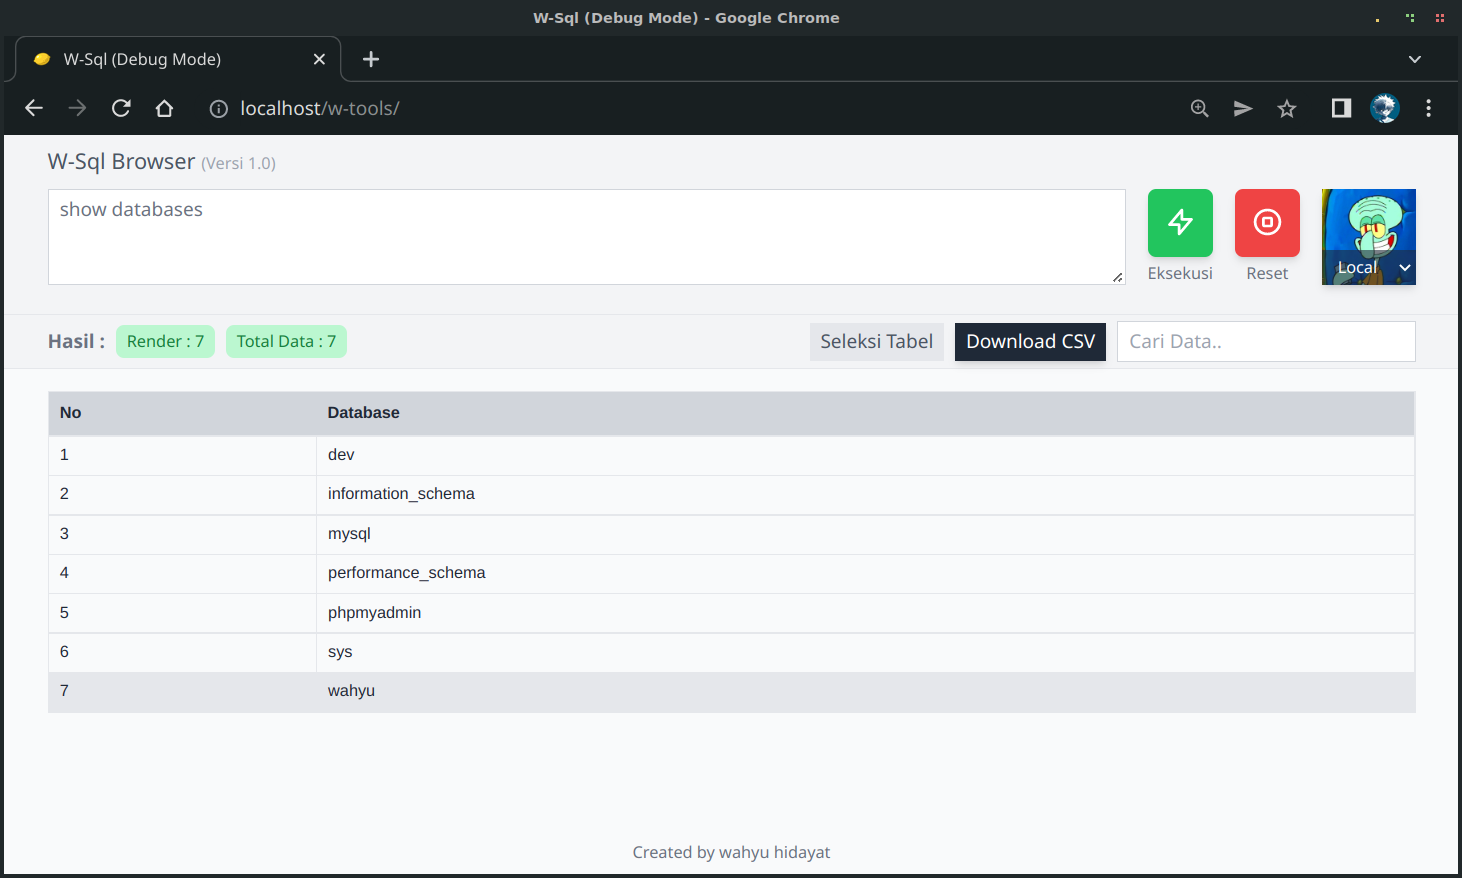 W-Sql (Debug Mode) - Google Chrome
W-Sql (Debug Mode)
localhost/w-tools/
W-Sql Browser (Versi 1.0)
show databases
Eksekusi
Reset
Local
Hasil : Render : 7 Total Data : 7 Seleksi Tabel Download CSV Cari Data..
No Database
1 dev
2 information_schema
3 mysql
4 performance_schema
5 phpmyadmin
6 sys
7 wahyu
Created by wahyu hidayat